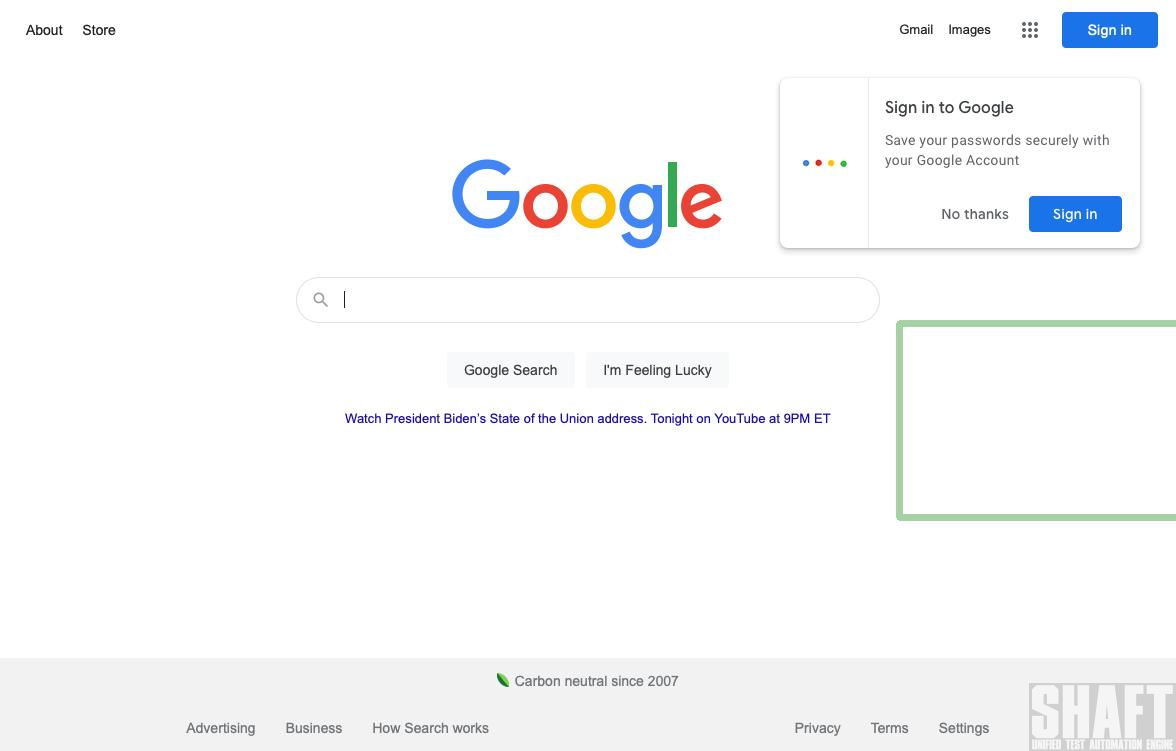 About Store
Gmail Images
Sign in
Sign in to Google
Save your passwords securely with
your Google Account
No thanks Sign in
Google
Google Search I'm Feeling Lucky
Watch President Biden’s State of the Union address. Tonight on YouTube at 9PM ET
Carbon neutral since 2007
Advertising Business How Search works
Privacy Terms Settings
SHAFT
UNIFIED TEST AUTOMATION ENGINE